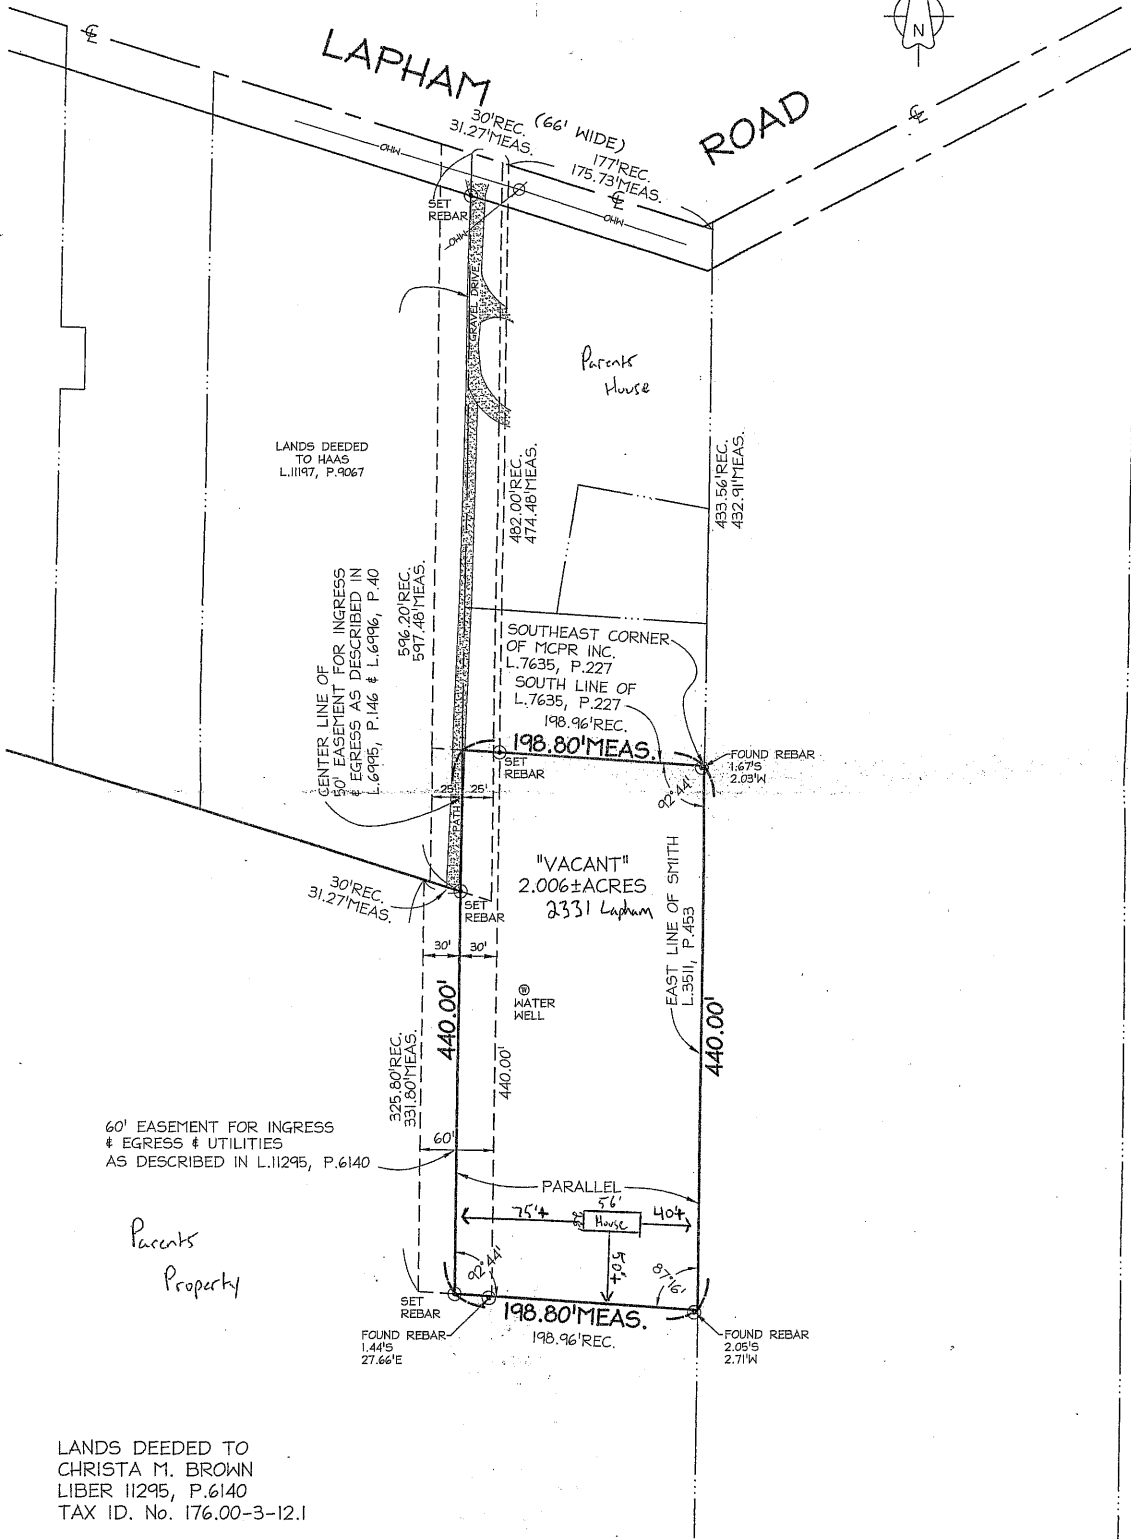 N
LAPHAM
ROAD
30'REC. (66' WIDE)
31.27'MEAS.
177'REC.
175.73'MEAS.
OHW
OHW
OHW
SET
REBAR
GRAVEL DRIVE
Parents
House
LANDS DEEDED
TO HAAS
L.11197, P.9067
482.00'REC.
474.48'MEAS.
433.56'REC.
432.91'MEAS.
CENTER LINE OF
50' EASEMENT FOR INGRESS
& EGRESS AS DESCRIBED IN
L.6995, P.146 & L.6996, P.40
596.20'REC.
597.48'MEAS.
SOUTHEAST CORNER
OF MCPR INC.
L.7635, P.227
SOUTH LINE OF
L.7635, P.227
198.96'REC.
198.80'MEAS.
SET
REBAR
FOUND REBAR
1.67'S
2.03'W
92°44'
25' 25'
PATH
"VACANT"
2.006±ACRES
2331 Lapham
30'REC.
31.27'MEAS.
SET
REBAR
EAST LINE OF SMITH
L.3511, P.453
30' 30'
W
WATER
WELL
440.00'
440.00'
440.00'
325.80'REC.
331.80'MEAS.
60' EASEMENT FOR INGRESS
& EGRESS & UTILITIES
AS DESCRIBED IN L.11295, P.6140
60'
PARALLEL
56'
75'+ House 40+
50'+
Parents
Property
92°44'
87°16'
SET
REBAR
198.80'MEAS.
198.96'REC.
FOUND REBAR
1.44'S
27.66'E
FOUND REBAR
2.05'S
2.71'W
LANDS DEEDED TO
CHRISTA M. BROWN
LIBER 11295, P.6140
TAX ID. No. 176.00-3-12.1